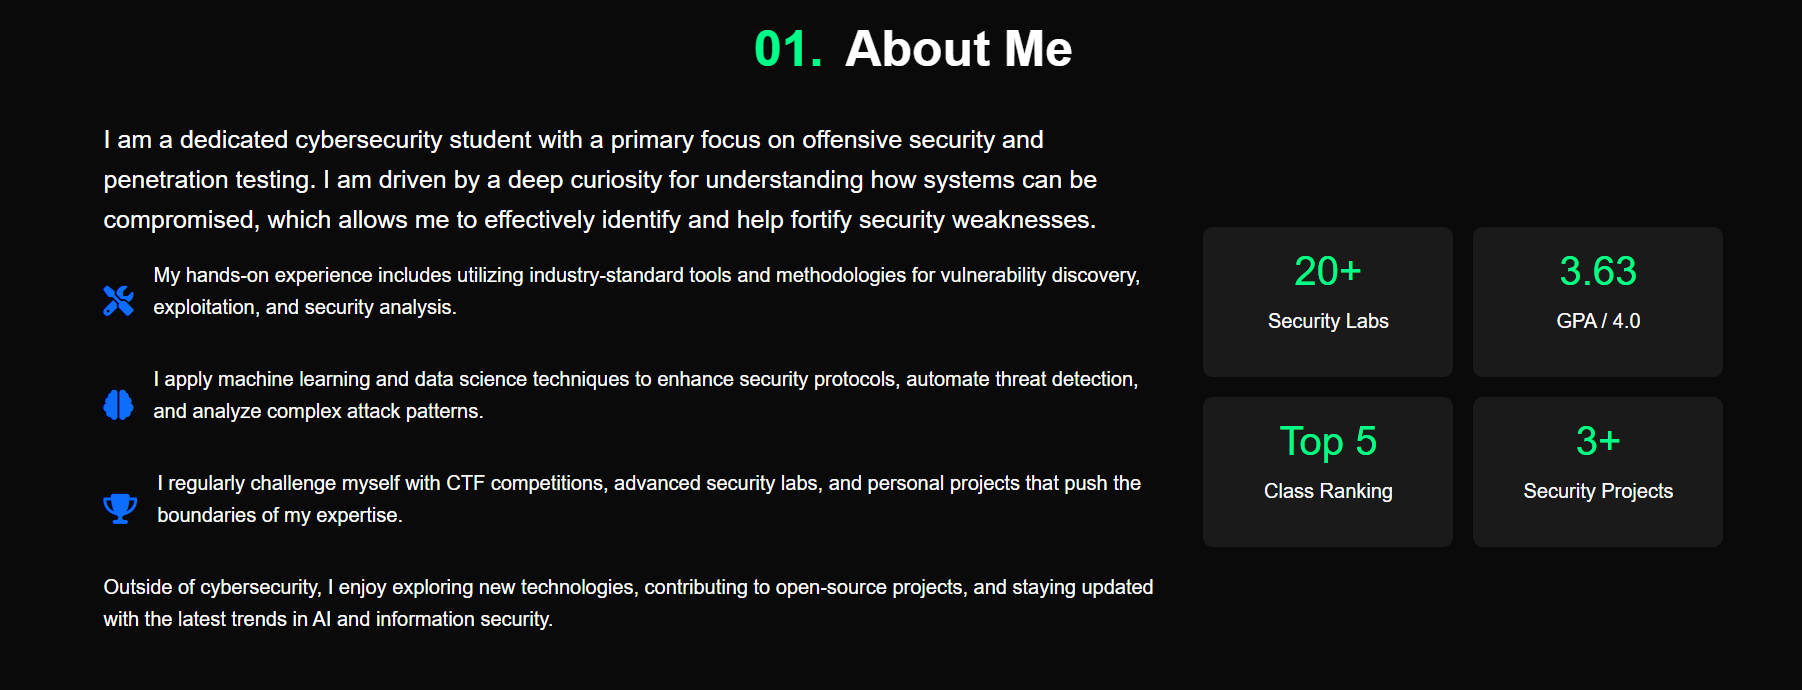 01. About Me
I am a dedicated cybersecurity student with a primary focus on offensive security and
penetration testing. I am driven by a deep curiosity for understanding how systems can be
compromised, which allows me to effectively identify and help fortify security weaknesses.
My hands-on experience includes utilizing industry-standard tools and methodologies for vulnerability discovery,
exploitation, and security analysis.
I apply machine learning and data science techniques to enhance security protocols, automate threat detection,
and analyze complex attack patterns.
I regularly challenge myself with CTF competitions, advanced security labs, and personal projects that push the
boundaries of my expertise.
Outside of cybersecurity, I enjoy exploring new technologies, contributing to open-source projects, and staying updated
with the latest trends in AI and information security.
20+
Security Labs
3.63
GPA / 4.0
Top 5
Class Ranking
3+
Security Projects